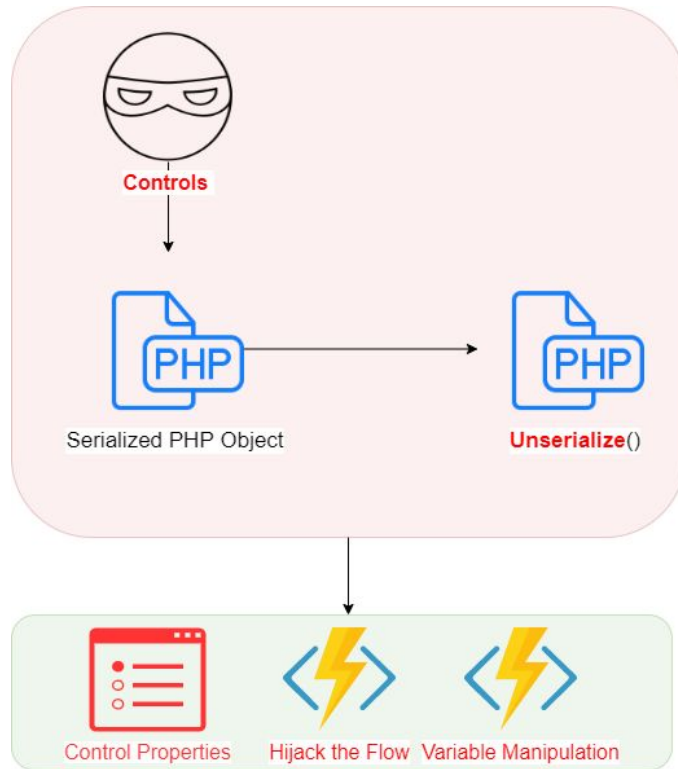 Controls
PHP
PHP
Serialized PHP Object
Unserialize()
Control Properties
Hijack the Flow
Variable Manipulation